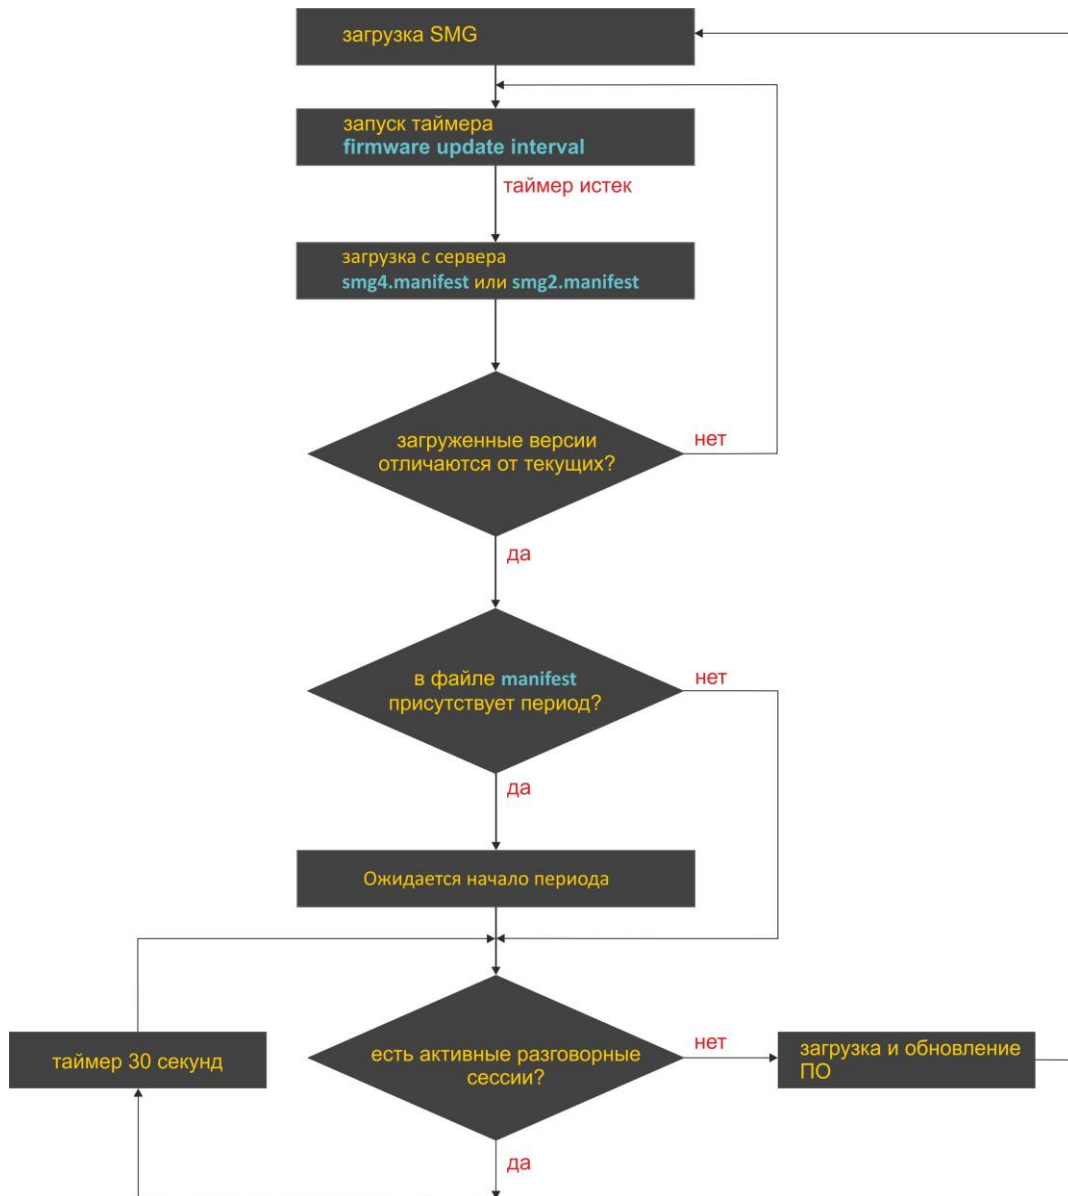 загрузка SMG
запуск таймера
firmware update interval
таймер истек
загрузка с сервера
smg4.manifest или smg2.manifest
загруженные версии
отличаются от текущих?
нет
да
в файле manifest
присутствует период?
нет
да
Ожидается начало периода
таймер 30 секунд
есть активные разговорные
сессии?
нет
загрузка и обновление
ПО
да